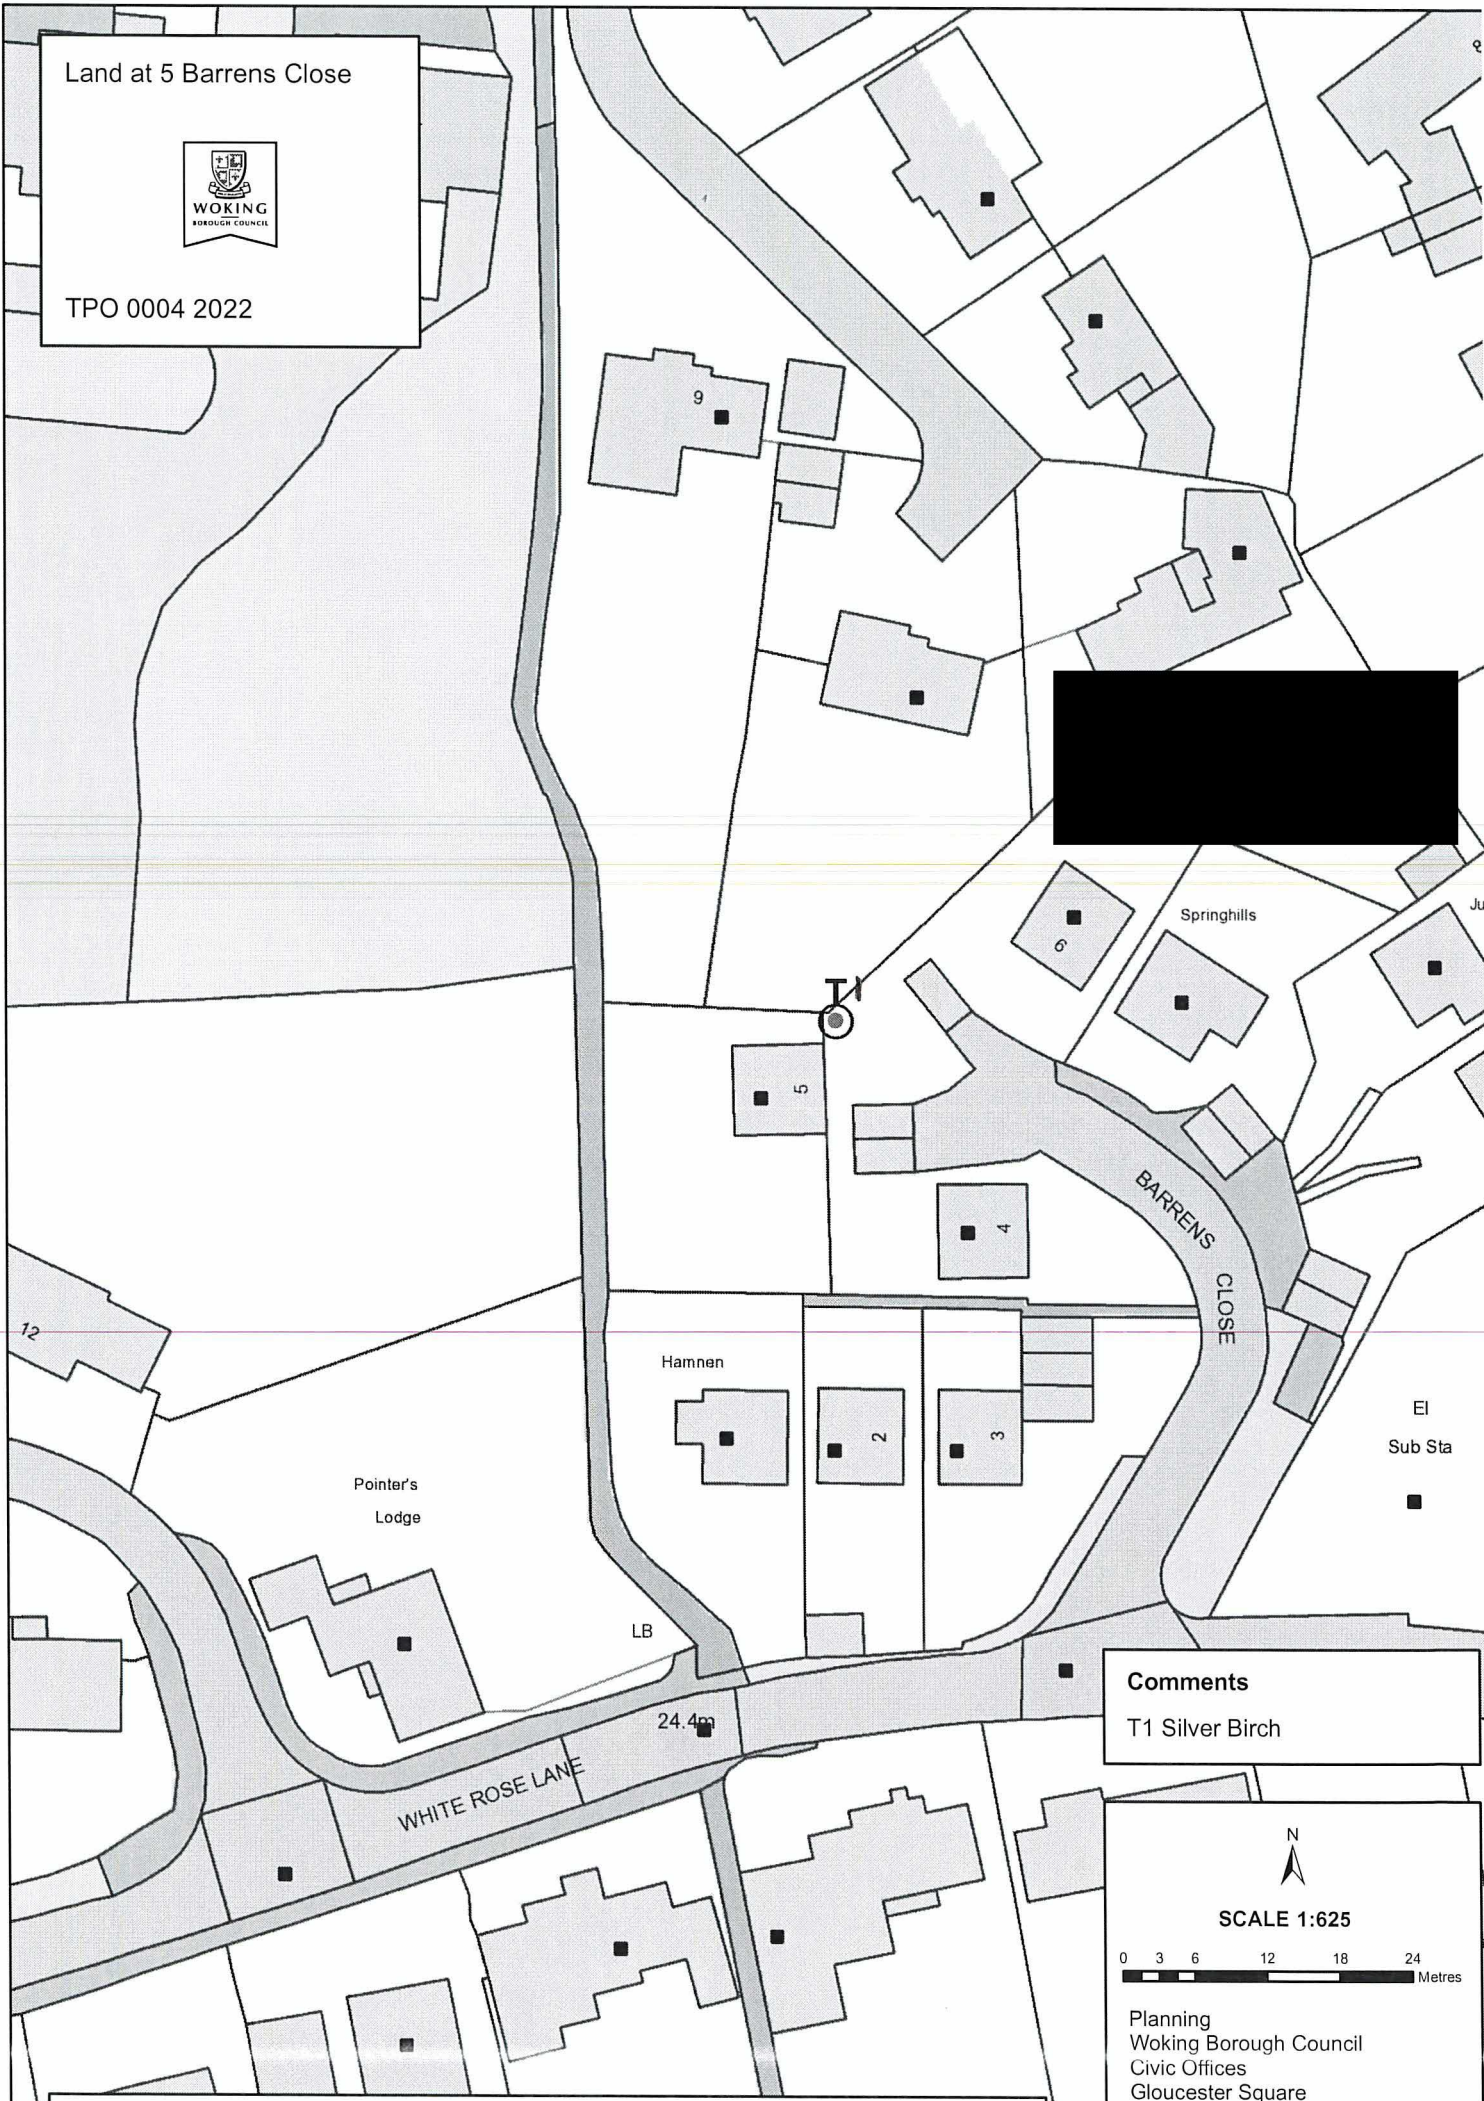 Land at 5 Barrens Close
WOKING
BOROUGH COUNCIL
TPO 0004 2022
9
Springhills
Ju
6
T1
5
BARRENS
CLOSE
4
12
Hamnen
2
3
El
Sub Sta
Pointer's
Lodge
LB
24.4m
WHITE ROSE LANE
Comments
T1 Silver Birch
N
SCALE 1:625
0 3 6 12 18 24
Metres
Planning
Woking Borough Council
Civic Offices
Gloucester Square